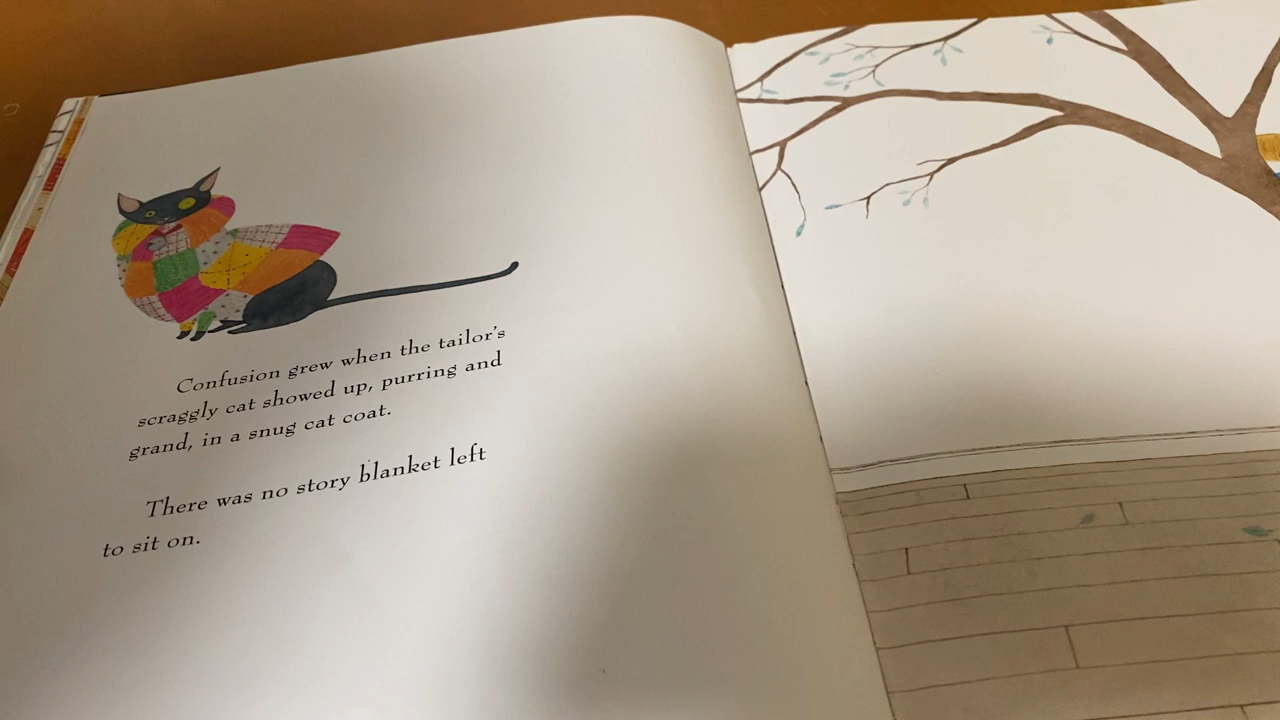 Confusion grew when the tailor's
scraggly cat showed up, purring and
grand, in a snug cat coat.
There was no story blanket left
to sit on.